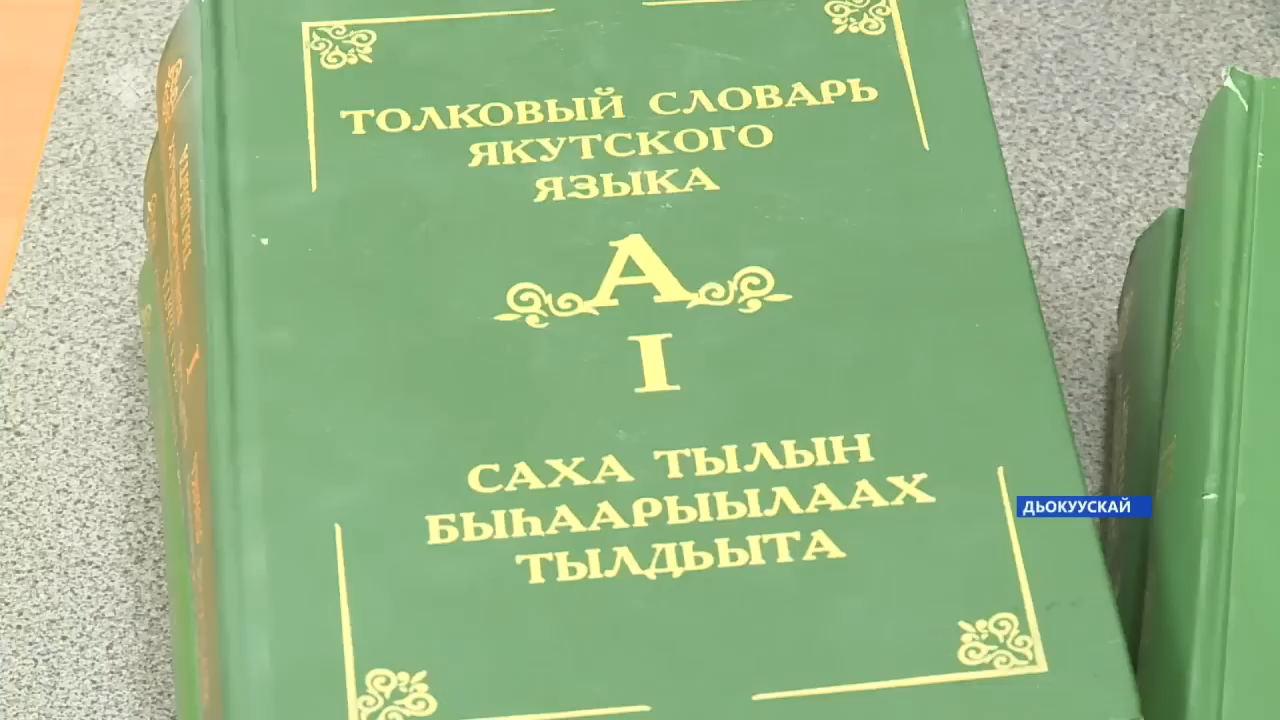 ТОЛКОВЫЙ СЛОВАРЬ
ЯКУТСКОГО
ЯЗЫКА
А
I
САХА ТЫЛЫН
БЫҺААРЫЫЛААХ
ТЫЛДЬЫТА
ДЬОКУУСКАЙ